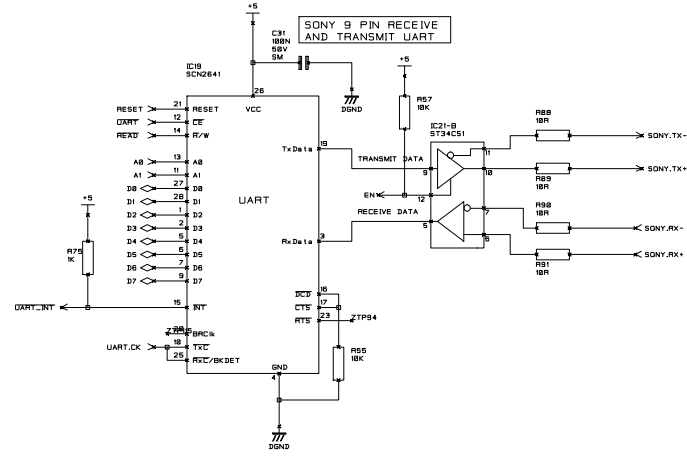 +5
SONY 9 PIN RECEIVE
AND TRANSMIT UART
C31
100N
50V
SM
DGND
+5
R57
10K
IC19
SCN2641
26
VCC
RESET 21 RESET
UART 12 CE
READ 14 R/W
A0 13 A0
A1 11 A1
D0 27 D0
D1 28 D1
D2 1 D2
D3 2 D3
D4 5 D4
D5 6 D5
D6 7 D6
D7 9 D7
UART
TxData 19
TRANSMIT DATA
RxData 3
RECEIVE DATA
IC21-B
ST34C51
9
11
10
EN 12
5
7
6
R88
10R
SONY.TX-
R89
10R
SONY.TX+
R90
10R
SONY.RX-
R91
10R
SONY.RX+
+5
R75
1K
UART_INT 15 INT
BRClk
UART.CK 18 TxC
25 RxC/BKDET
DCD 16
CTS 17
RTS 23 ZTP94
R55
10K
GND
4
DGND